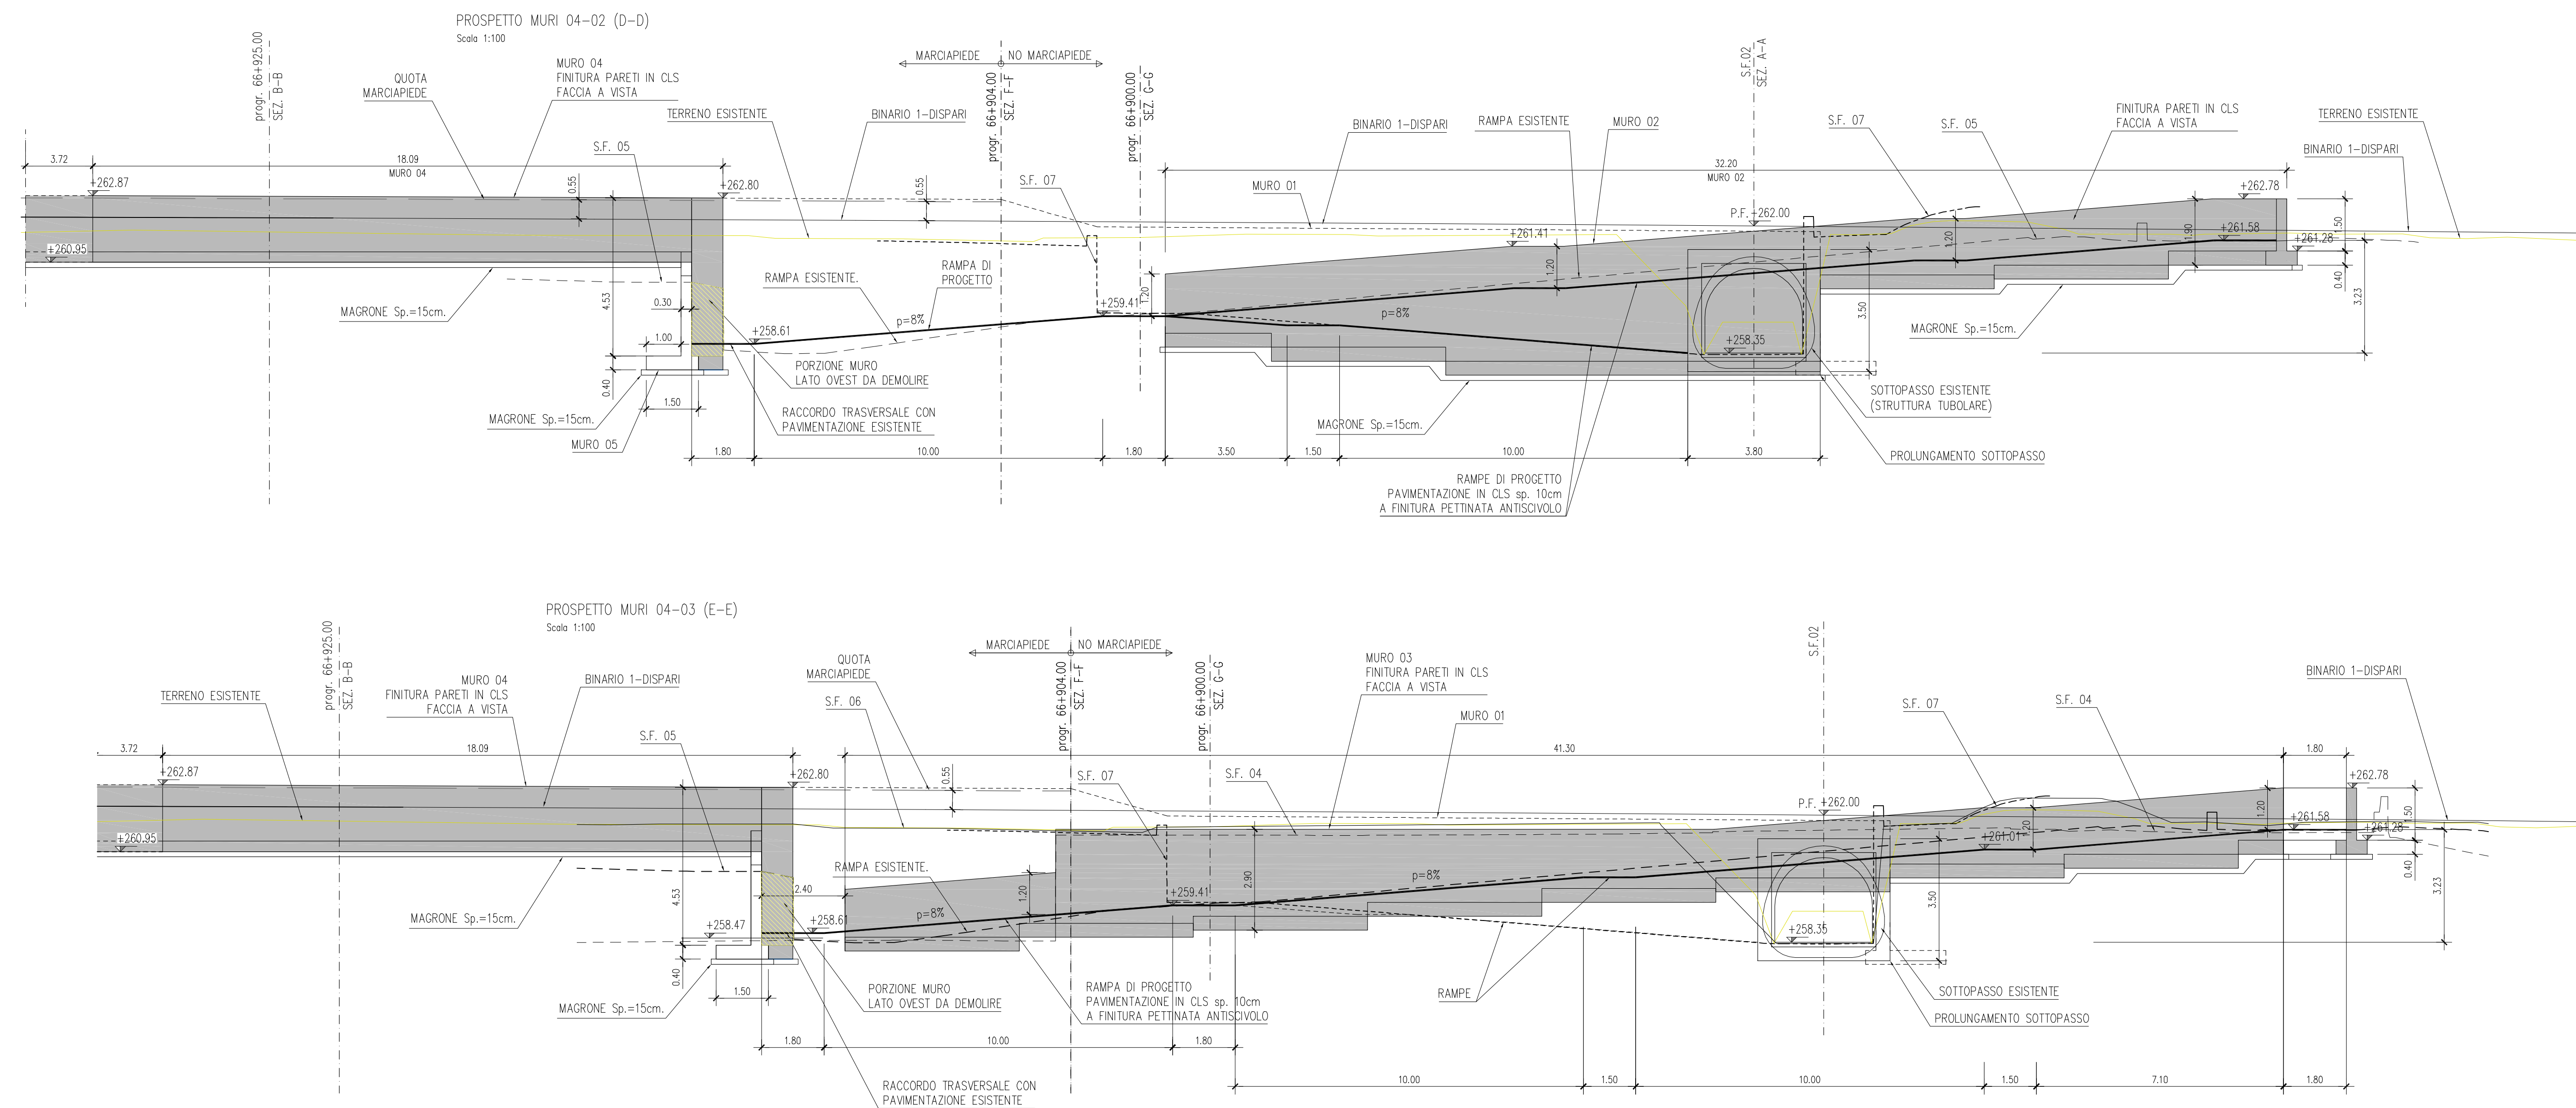 PROSPETTO MURI 04-02 (D-D)
Scala 1:100
progr. 66+925.00
SEZ. B-B
QUOTA
MARCIAPIEDE
MURO 04
FINITURA PARETI IN CLS
FACCIA A VISTA
MARCIAPIEDE
NO MARCIAPIEDE
progr. 66+904.00
SEZ. F-F
progr. 66+900.00
SEZ. G-G
S.F.02
SEZ. A-A
TERRENO ESISTENTE
BINARIO 1-DISPARI
BINARIO 1-DISPARI
RAMPA ESISTENTE
MURO 02
S.F. 07
S.F. 05
FINITURA PARETI IN CLS
FACCIA A VISTA
TERRENO ESISTENTE
BINARIO 1-DISPARI
S.F. 05
3.72
18.09
MURO 04
32.20
MURO 02
+262.87
0.55
+262.80
0.55
S.F. 07
MURO 01
P.F. +262.00
+262.78
+261.41
1.20
1.20
1.90
+261.58
1.50
+261.28
0.40
3.23
+260.95
MAGRONE Sp.=15cm.
4.53
0.30
1.00
0.40
1.50
RAMPA ESISTENTE.
RAMPA DI
PROGETTO
p=8%
+258.61
+259.41
1.20
p=8%
3.50
+258.35
MAGRONE Sp.=15cm.
PORZIONE MURO
LATO OVEST DA DEMOLIRE
RACCORDO TRASVERSALE CON
PAVIMENTAZIONE ESISTENTE
MAGRONE Sp.=15cm.
MURO 05
MAGRONE Sp.=15cm.
SOTTOPASSO ESISTENTE
(STRUTTURA TUBOLARE)
PROLUNGAMENTO SOTTOPASSO
1.80
10.00
1.80
3.50
1.50
10.00
3.80
RAMPE DI PROGETTO
PAVIMENTAZIONE IN CLS sp. 10cm
A FINITURA PETTINATA ANTISCIVOLO
PROSPETTO MURI 04-03 (E-E)
Scala 1:100
progr. 66+925.00
SEZ. B-B
MARCIAPIEDE
NO MARCIAPIEDE
progr. 66+904.00
SEZ. F-F
progr. 66+900.00
SEZ. G-G
S.F.02
TERRENO ESISTENTE
MURO 04
FINITURA PARETI IN CLS
FACCIA A VISTA
BINARIO 1-DISPARI
QUOTA
MARCIAPIEDE
S.F. 06
MURO 03
FINITURA PARETI IN CLS
FACCIA A VISTA
MURO 01
S.F. 07
S.F. 04
BINARIO 1-DISPARI
S.F. 05
3.72
18.09
41.30
1.80
+262.87
+262.80
0.55
S.F. 07
S.F. 04
P.F. +262.00
+262.78
1.20
1.20
+261.58
+261.01
1.50
+261.28
0.40
3.23
+260.95
MAGRONE Sp.=15cm.
4.53
0.40
+258.47
2.40
+258.61
RAMPA ESISTENTE.
p=8%
1.20
+259.41
2.90
p=8%
3.50
+258.35
1.50
MAGRONE Sp.=15cm.
PORZIONE MURO
LATO OVEST DA DEMOLIRE
RAMPA DI PROGETTO
PAVIMENTAZIONE IN CLS sp. 10cm
A FINITURA PETTINATA ANTISCIVOLO
RAMPE
SOTTOPASSO ESISTENTE
PROLUNGAMENTO SOTTOPASSO
1.80
10.00
1.80
10.00
1.50
10.00
1.50
7.10
1.80
RACCORDO TRASVERSALE CON
PAVIMENTAZIONE ESISTENTE